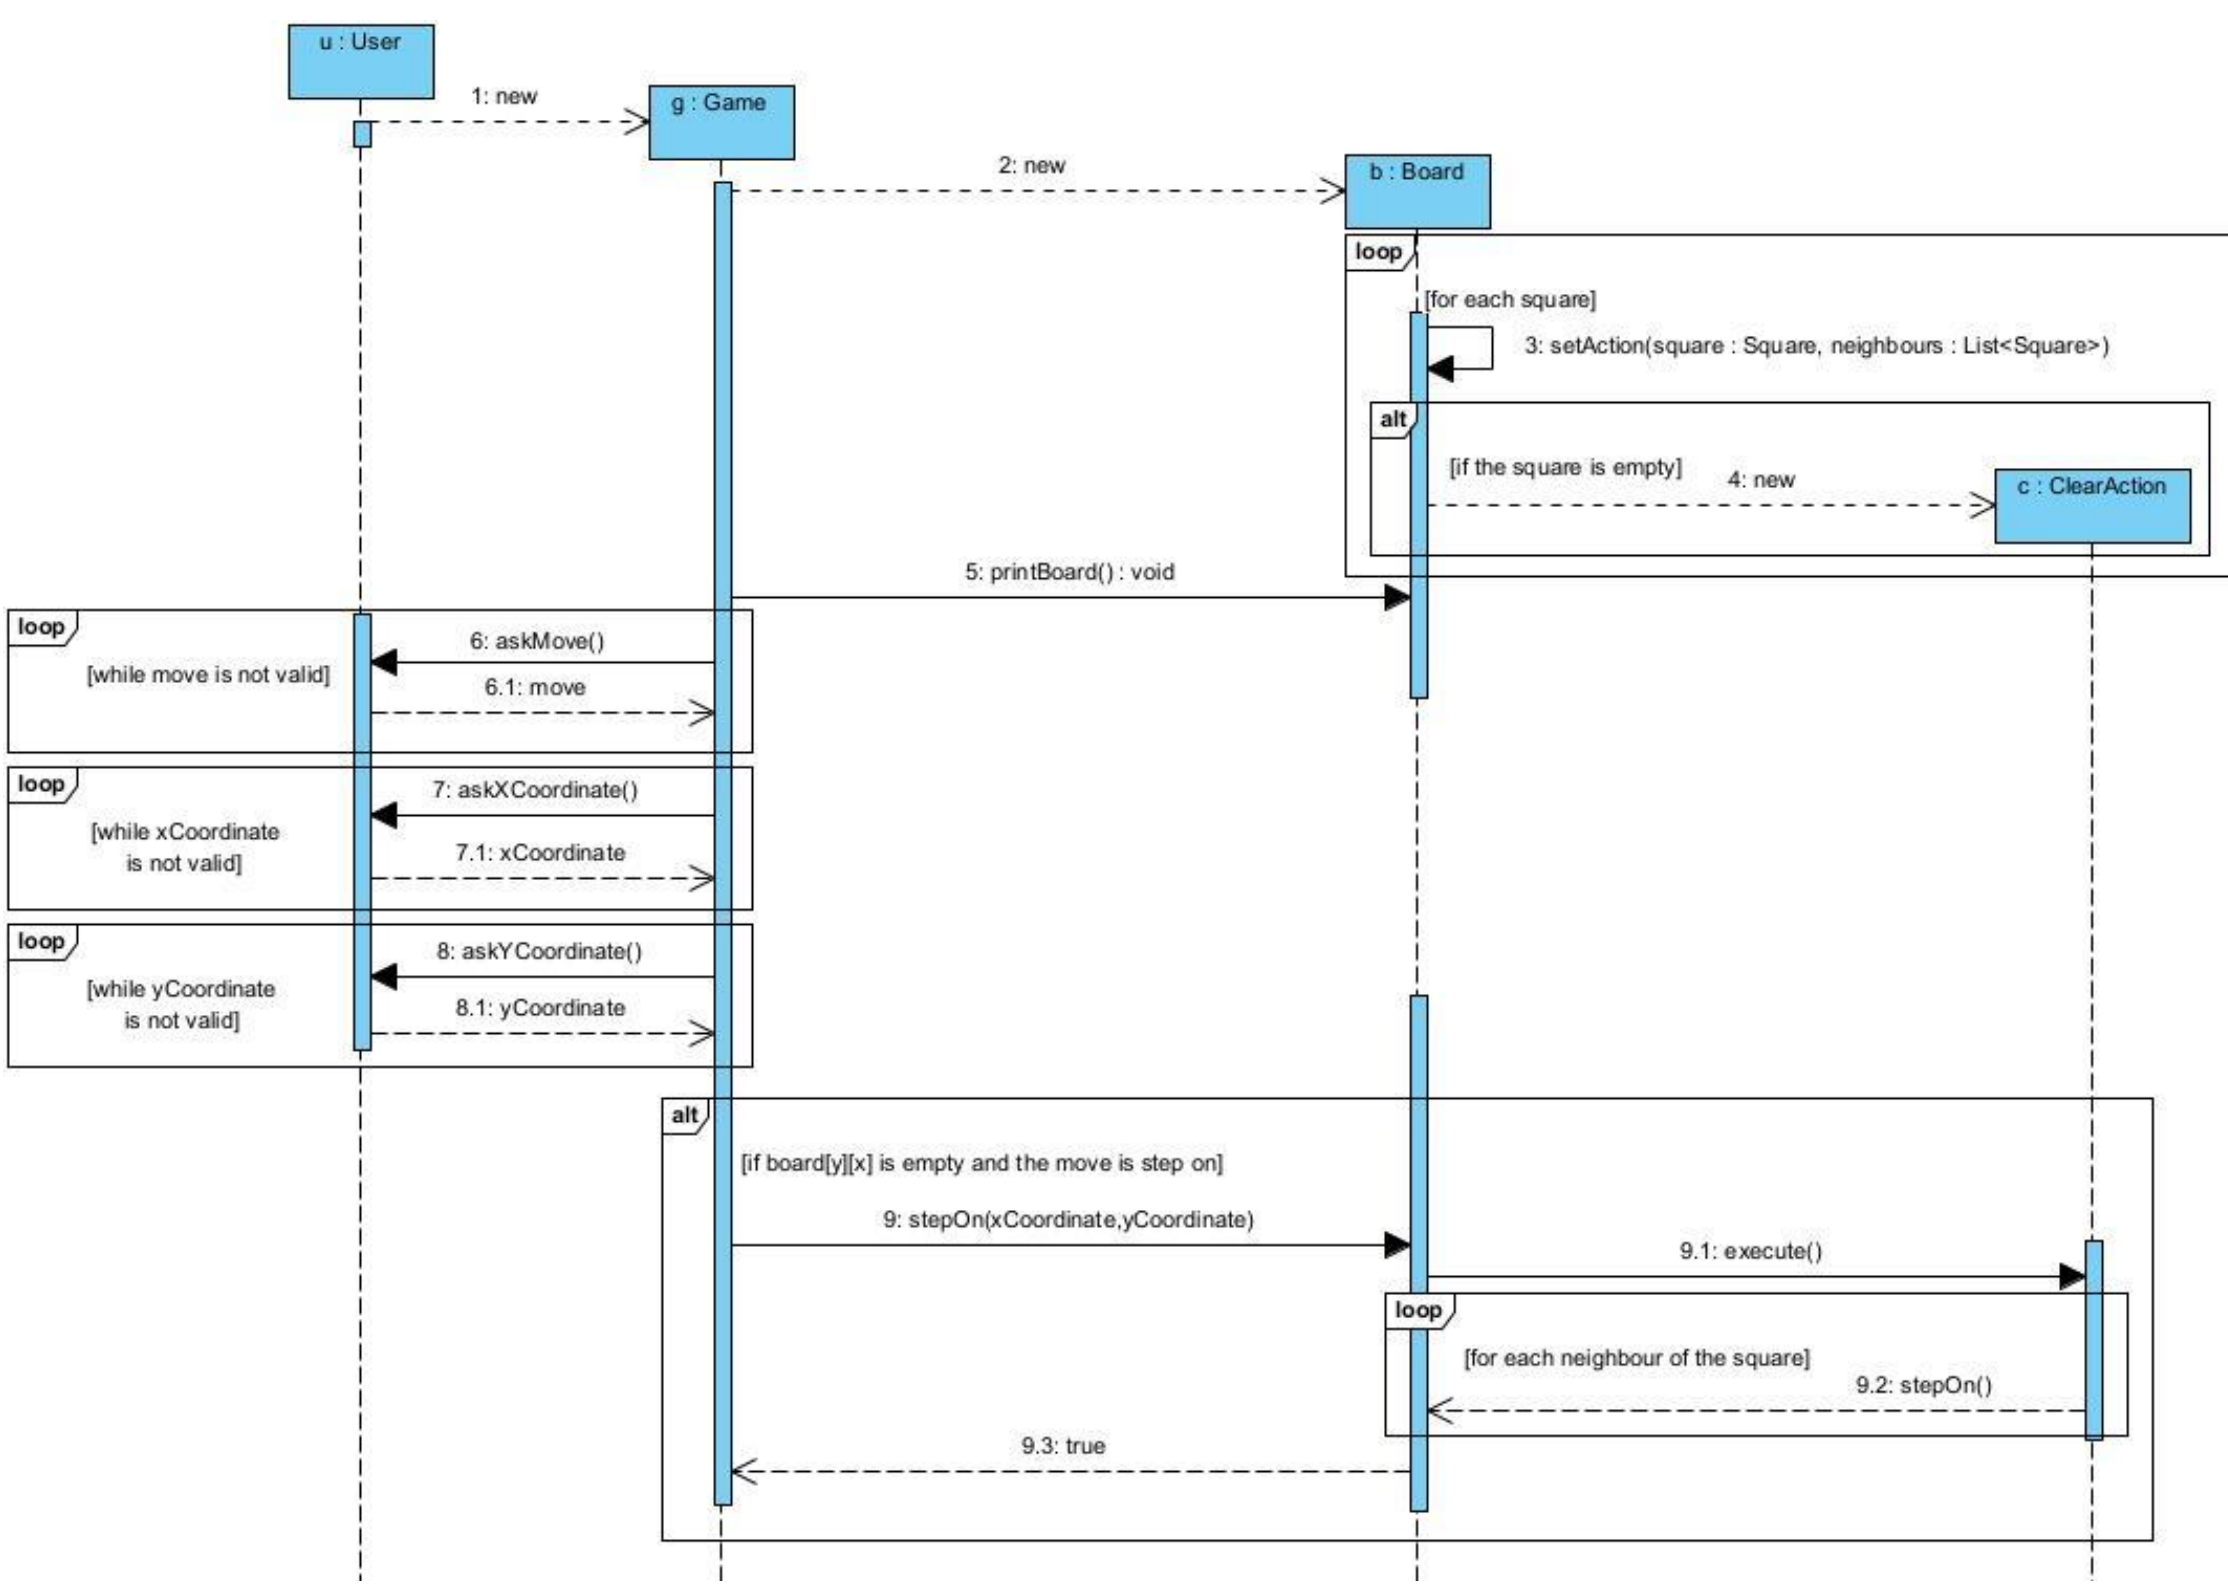 u : User
1: new
g : Game
2: new
b : Board
loop
[for each square]
3: setAction(square : Square, neighbours : List<Square>)
alt
[if the square is empty]
4: new
c : ClearAction
5: printBoard() : void
loop
[while move is not valid]
6: askMove()
6.1: move
loop
[while xCoordinate
is not valid]
7: askXCoordinate()
7.1: xCoordinate
loop
[while yCoordinate
is not valid]
8: askYCoordinate()
8.1: yCoordinate
alt
[if board[y][x] is empty and the move is step on]
9: stepOn(xCoordinate,yCoordinate)
9.1: execute()
loop
[for each neighbour of the square]
9.2: stepOn()
9.3: true